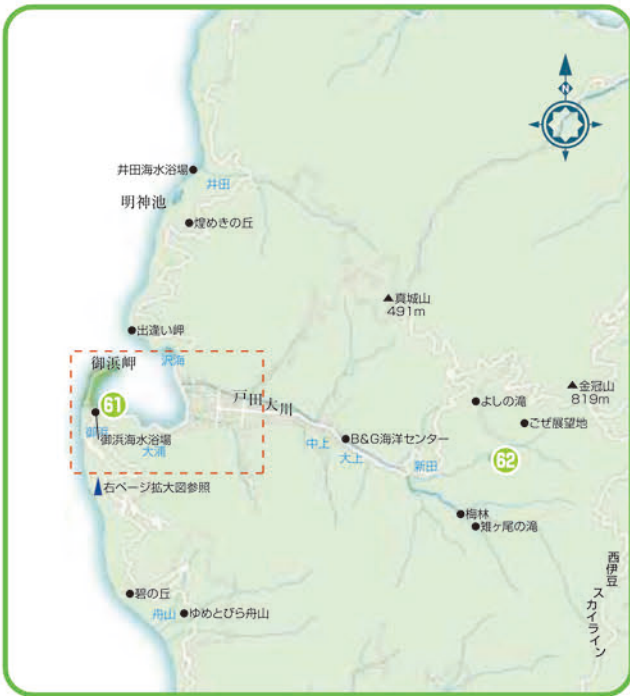 N
井田海水浴場
井田
明神池
煌めきの丘
真城山
491m
出逢い岬
沢海
御浜岬
金冠山
819m
61
戸田大川
よしの滝
ごぜ展望地
御浜
御浜海水浴場
大浦
中上
B&G海洋センター
大上
新田
62
右ページ拡大図参照
梅林
雄ヶ尾の滝
西伊豆
スカイライン
碧の丘
舟山
ゆめとびら舟山